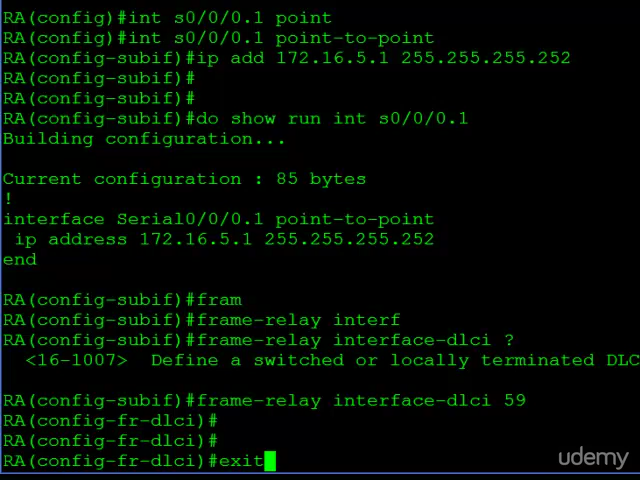 RA(config)#int s0/0/0.1 point
RA(config)#int s0/0/0.1 point-to-point
RA(config-subif)#ip add 172.16.5.1 255.255.255.252
RA(config-subif)#
RA(config-subif)#
RA(config-subif)#do show run int s0/0/0.1
Building configuration...
Current configuration : 85 bytes
!
interface Serial0/0/0.1 point-to-point
 ip address 172.16.5.1 255.255.255.252
end
RA(config-subif)#fram
RA(config-subif)#frame-relay interf
RA(config-subif)#frame-relay interface-dlci ?
  <16-1007>  Define a switched or locally terminated DLC
RA(config-subif)#frame-relay interface-dlci 59
RA(config-fr-dlci)#
RA(config-fr-dlci)#
RA(config-fr-dlci)#exit
udemy